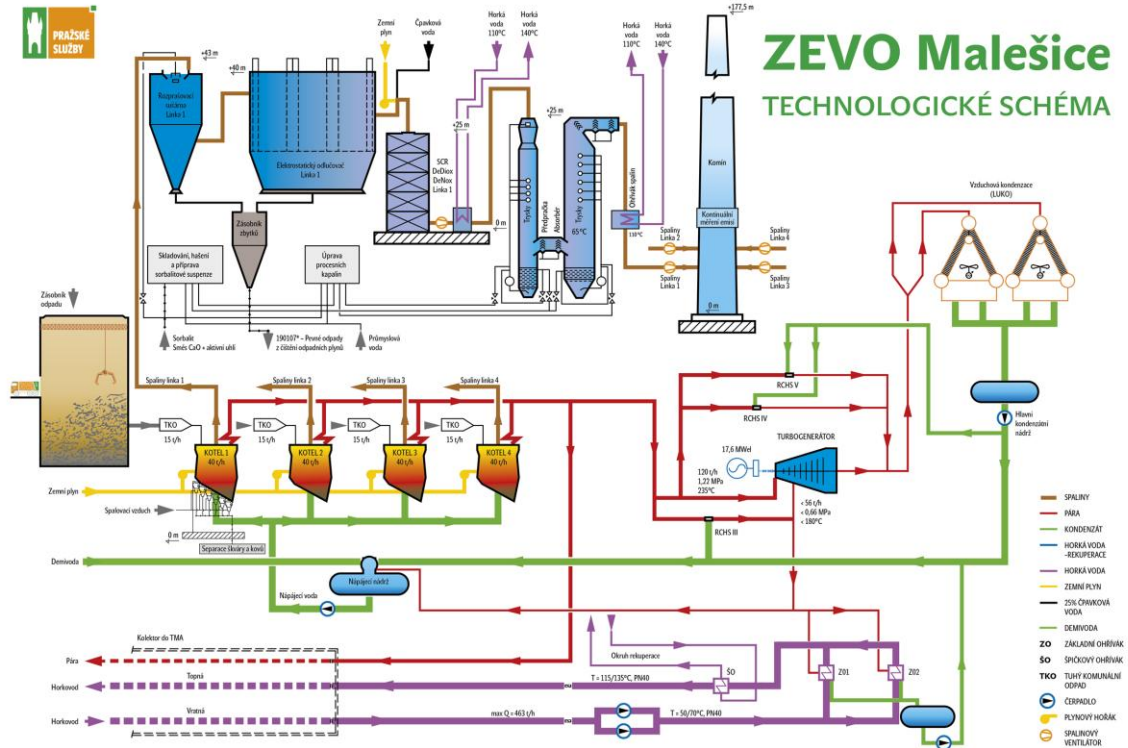 PRAŽSKÉ
SLUŽBY
ZEVO Malešice
TECHNOLOGICKÉ SCHÉMA
+43 m
+40 m
Rozprašovací
sušárna
Linka 1
Elektrostatický odlučovač
Linka 1
Zemní
plyn
Čpavková
voda
Horká
voda
110°C
Horká
voda
140°C
+25 m
SCR
DeDiox
DeNox
Linka 1
0 m
+25 m
Trysky
Předpračka
Absorbér
Trysky
65°C
Horká
voda
110°C
Horká
voda
140°C
Ohřívák spalin
110°C
+177,5 m
Komín
Kontinuální
měření emisí
Spaliny
Linka 2
Spaliny
Linka 1
Spaliny
Linka 4
Spaliny
Linka 3
0 m
Vzduchová kondenzace
(LUKO)
Zásobník
zbytků
Skladování, hašení
a příprava
sorbalitové suspenze
Úprava
procesních
kapalin
Sorbalit
Směs CaO + aktivní uhlí
190107* – Pevné odpady
z čištění odpadních plynů
Průmyslová
voda
Zásobník
odpadu
Spaliny linka 1
Spaliny linka 2
Spaliny linka 3
Spaliny linka 4
TKO
15 t/h
TKO
15 t/h
TKO
15 t/h
TKO
15 t/h
KOTEL 1
40 t/h
KOTEL 2
40 t/h
KOTEL 3
40 t/h
KOTEL 4
40 t/h
Zemní plyn
Spalovací vzduch
0 m
Separace škváry a kovů
RCHS V
RCHS IV
TURBOGENERÁTOR
17,6 MWel
120 t/h
1,22 MPa
235°C
< 56 t/h
< 0,66 MPa
< 180°C
RCHS III
Hlavní
kondenzátní
nádrž
Demivoda
Nápájecí nádrž
Nápájecí voda
Kolektor do TMA
Pára
Topná
Horkovod
Vratná
Horkovod
Okruh rekuperace
ŠO
T = 115/135°C, PN40
max Q = 463 t/h
T = 50/70°C, PN40
Z01
Z02
SPALINY
PÁRA
KONDENZÁT
HORKÁ VODA
–REKUPERACE
HORKÁ VODA
ZEMNÍ PLYN
25% ČPAVKOVÁ
VODA
DEMIVODA
ZO ZÁKLADNÍ OHŘÍVÁK
ŠO ŠPIČKOVÝ OHŘÍVÁK
TKO TUHÝ KOMUNÁLNÍ
ODPAD
ČERPADLO
PLYNOVÝ HOŘÁK
SPALINOVÝ
VENTILÁTOR